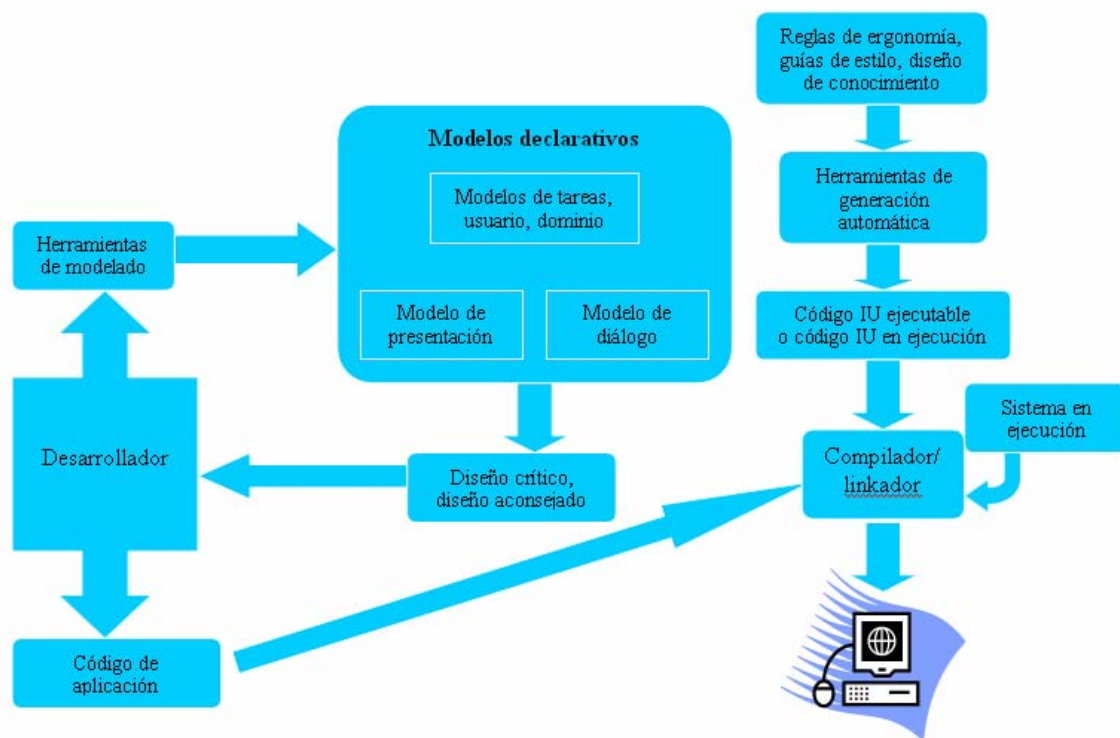 Reglas de ergonomía,
guías de estilo, diseño
de conocimiento
Modelos declarativos
Modelos de tareas,
usuario, dominio
Herramientas de
generación
automática
Herramientas
de modelado
Modelo de
presentación
Modelo de
diálogo
Código IU ejecutable
o código IU en ejecución
Sistema en
ejecución
Desarrollador
Diseño crítico,
diseño aconsejado
Compilador/
linkador
Código de
aplicación